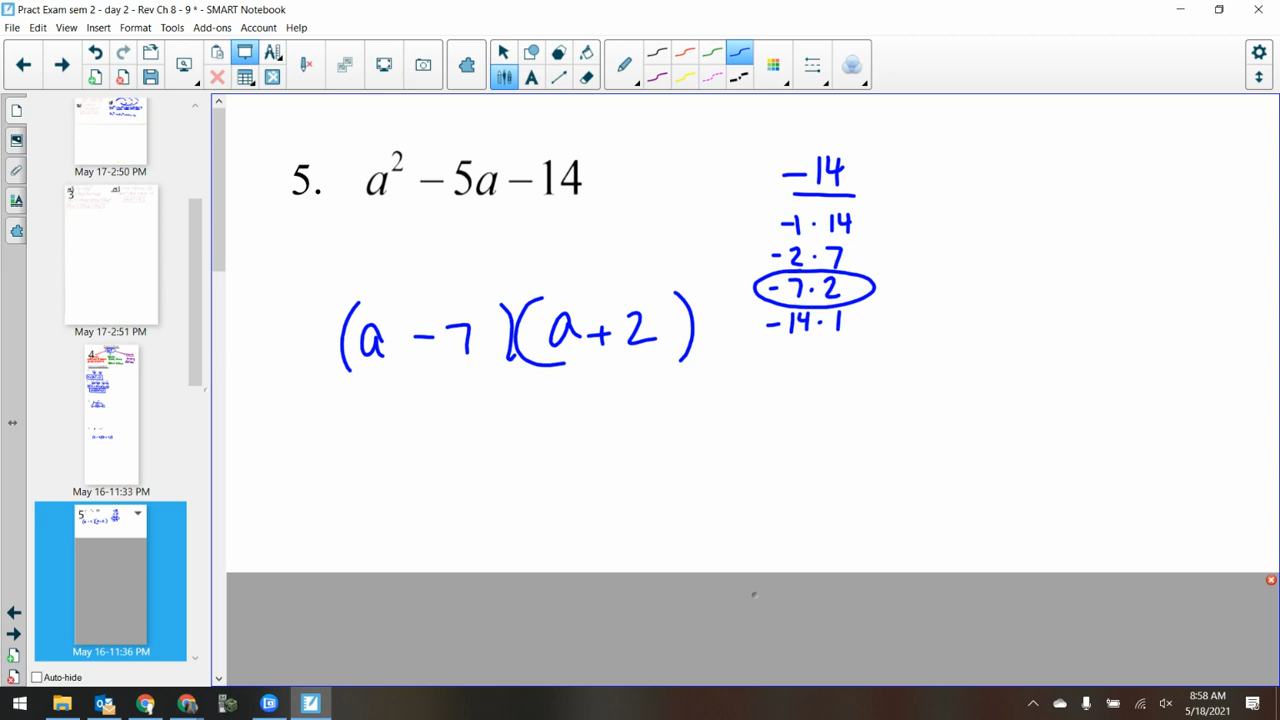 Pract Exam sem 2 - day 2 - Rev Ch 8 - 9 * - SMART Notebook
File Edit View Insert Format Tools Add-ons Account Help
May 17-2:50 PM
3
May 17-2:51 PM
4
May 16-11:33 PM
5
May 16-11:36 PM
Auto-hide
5. a² − 5a − 14
(a − 7)(a + 2)
−14
−1 · 14
−2 · 7
−7 · 2
−14 · 1
8:58 AM
5/18/2021